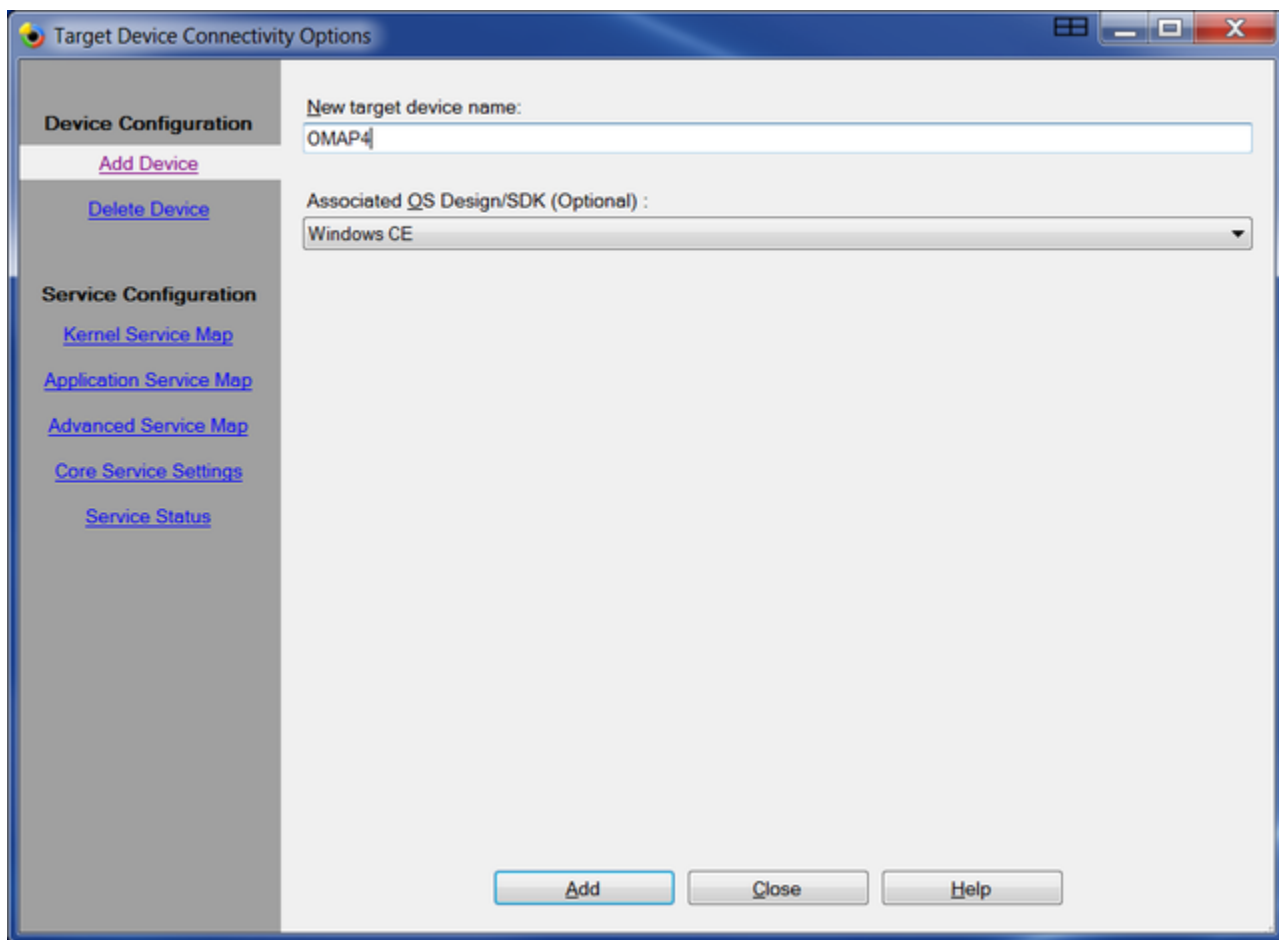 Target Device Connectivity Options
Device Configuration
Add Device
Delete Device
Service Configuration
Kernel Service Map
Application Service Map
Advanced Service Map
Core Service Settings
Service Status
New target device name:
OMAP4
Associated OS Design/SDK (Optional) :
Windows CE
Add
Close
Help